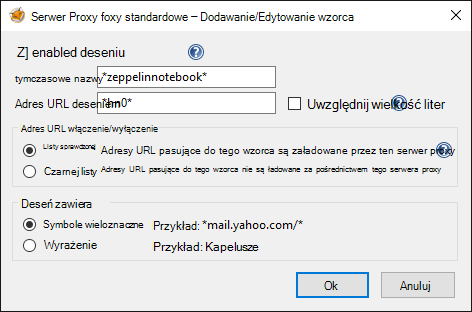 Serwer Proxy foxy standardowe – Dodawanie/Edytowanie wzorca
Z] enabled deseniu
tymczasowe nazwy *zeppelinnotebook*
Adres URL deseniem *hn0* Uwzględnij wielkość liter
Adres URL włączenie/wyłączenie
Listy sprawdzonej Adresy URL pasujące do tego wzorca są załadowane przez ten serwer proxy
Czarnej listy Adresy URL pasujące do tego wzorca nie są ładowane za pośrednictwem tego serwera proxy
Deseń zawiera
Symbole wieloznaczne Przykład: *mail.yahoo.com/*
Wyrażenie Przykład: Kapelusze
Ok Anuluj